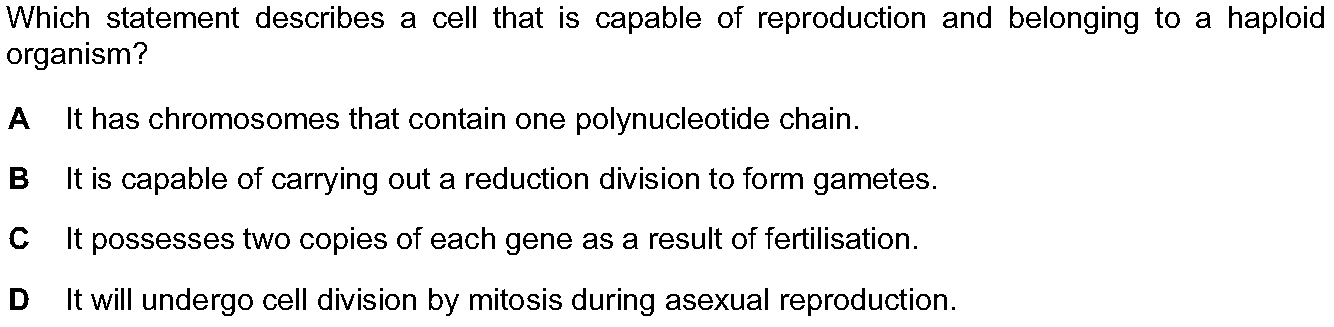 Which statement describes a cell that is capable of reproduction and belonging to a haploid
organism?
A It has chromosomes that contain one polynucleotide chain.
B It is capable of carrying out a reduction division to form gametes.
C It possesses two copies of each gene as a result of fertilisation.
D It will undergo cell division by mitosis during asexual reproduction.